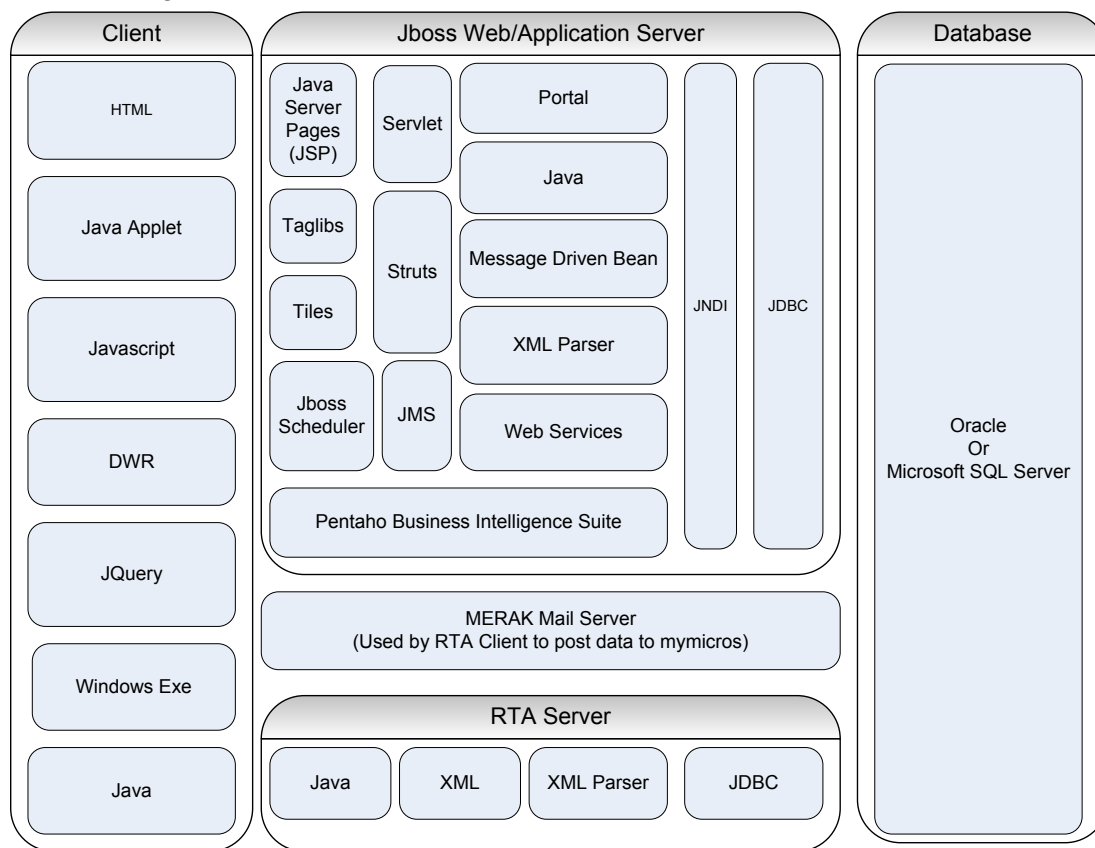 Client
HTML
Java Applet
Javascript
DWR
JQuery
Windows Exe
Java
Jboss Web/Application Server
Java
Server
Pages
(JSP)
Servlet
Portal
Java
Taglibs
Struts
Message Driven Bean
Tiles
XML Parser
Jboss
Scheduler
JMS
Web Services
Pentaho Business Intelligence Suite
JNDI
JDBC
MERAK Mail Server
(Used by RTA Client to post data to mymicros)
RTA Server
Java
XML
XML Parser
JDBC
Database
Oracle
Or
Microsoft SQL Server